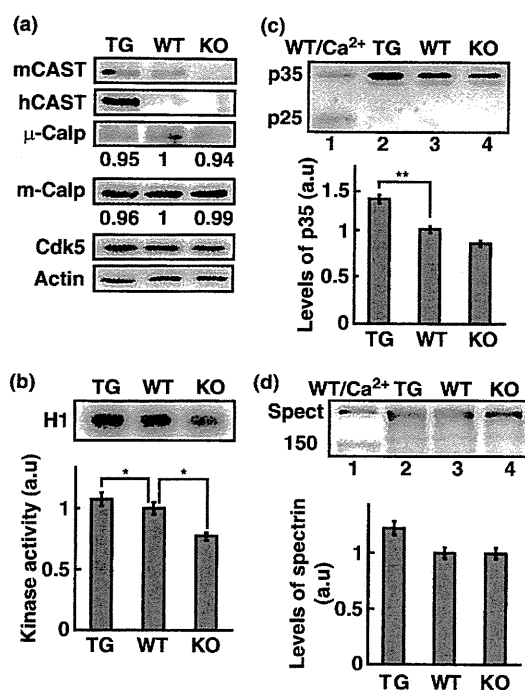 (a)
TG WT KO
mCAST
hCAST
μ-Calp
0.95 1 0.94
m-Calp
0.96 1 0.99
Cdk5
Actin
(b)
TG WT KO
H1
Kinase activity (a.u)
* *
1
0.5
0
TG WT KO
(c)
WT/Ca²⁺ TG WT KO
p35
p25
1 2 3 4
Levels of p35 (a.u)
**
1.5
1
0.5
0
TG WT KO
(d)
WT/Ca²⁺ TG WT KO
Spect
150
1 2 3 4
Levels of spectrin
(a.u)
1
0.5
TG WT KO